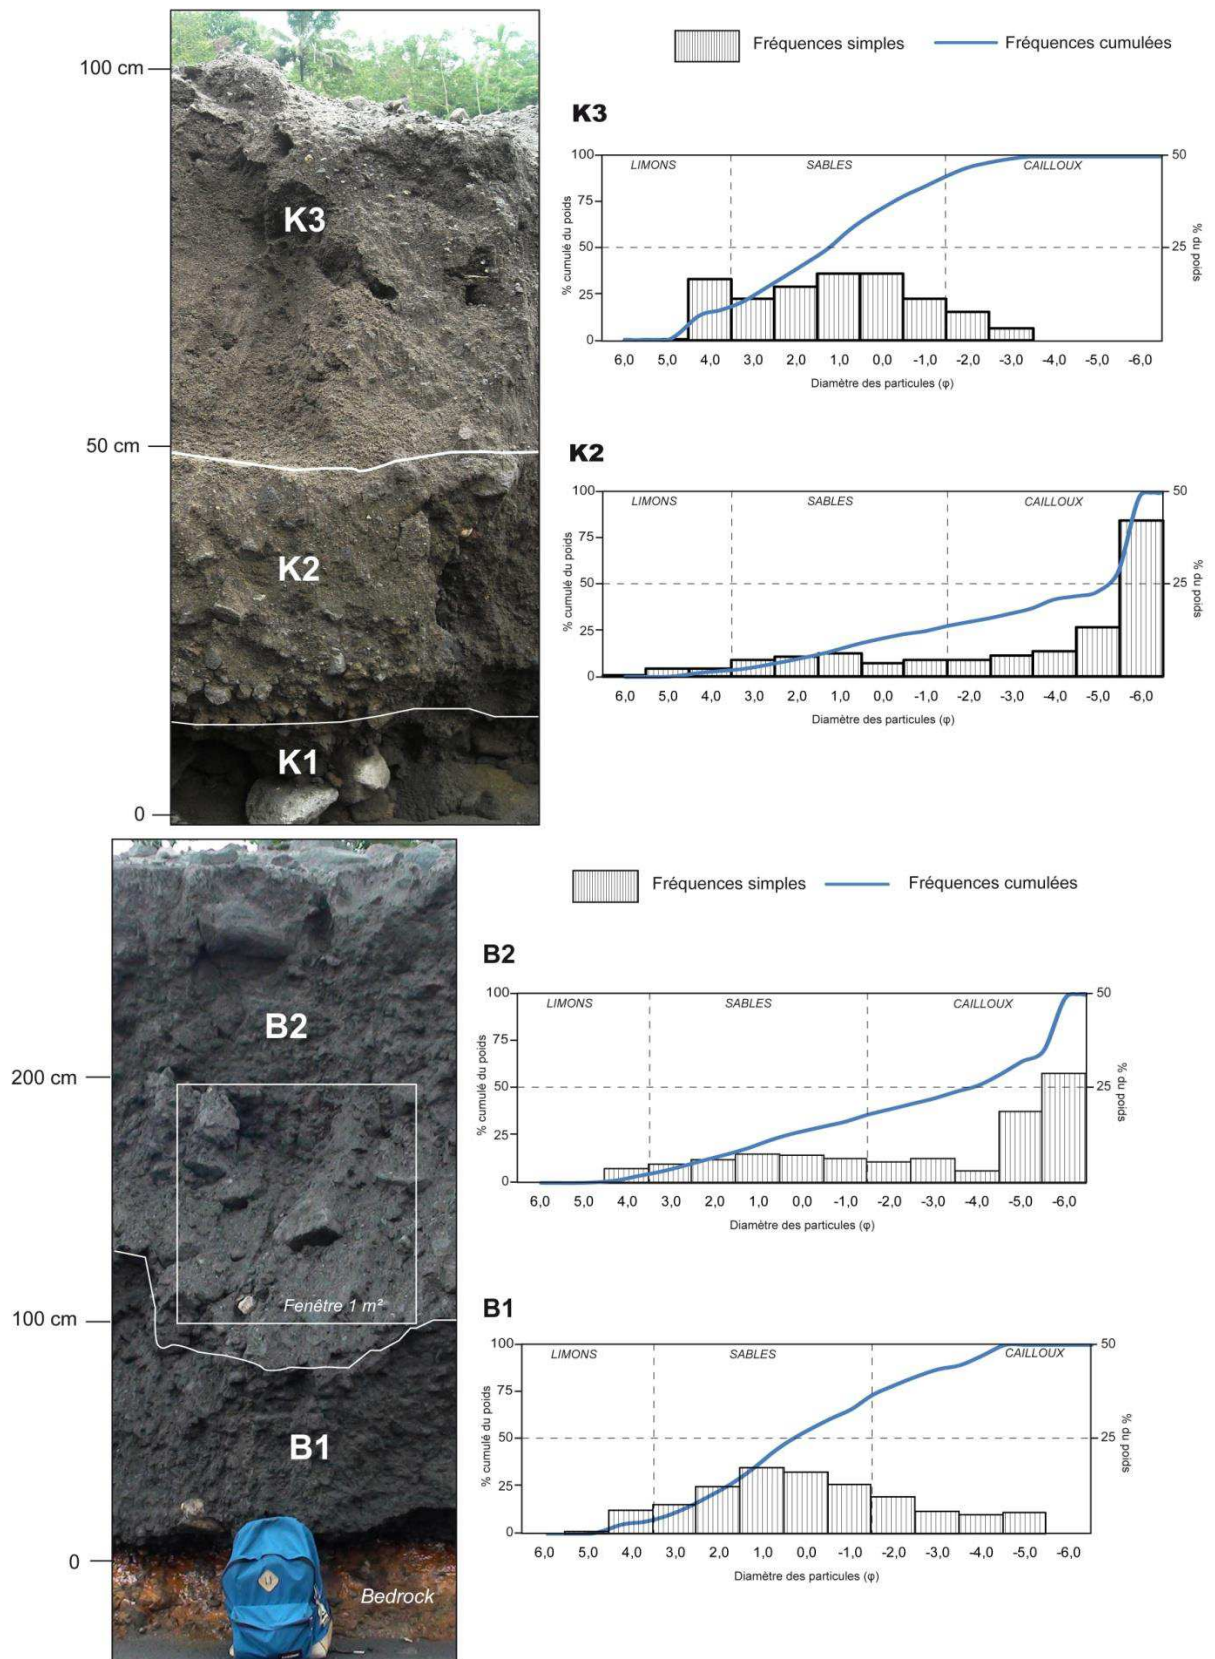 100 cm
50 cm
0
K3
K2
K1
Fréquences simples
Fréquences cumulées
K3
LIMONS
SABLES
CAILLOUX
100
75
50
25
0
% cumulé du poids
50
25
% du poids
6,0 5,0 4,0 3,0 2,0 1,0 0,0 -1,0 -2,0 -3,0 -4,0 -5,0 -6,0
Diamètre des particules (φ)
K2
LIMONS
SABLES
CAILLOUX
100
75
50
25
0
% cumulé du poids
50
25
% du poids
6,0 5,0 4,0 3,0 2,0 1,0 0,0 -1,0 -2,0 -3,0 -4,0 -5,0 -6,0
Diamètre des particules (φ)
200 cm
100 cm
0
B2
Fenêtre 1 m²
B1
Bedrock
Fréquences simples
Fréquences cumulées
B2
LIMONS
SABLES
CAILLOUX
100
75
50
25
0
% cumulé du poids
50
25
% du poids
6,0 5,0 4,0 3,0 2,0 1,0 0,0 -1,0 -2,0 -3,0 -4,0 -5,0 -6,0
Diamètre des particules (φ)
B1
LIMONS
SABLES
CAILLOUX
100
75
50
25
0
% cumulé du poids
50
25
% du poids
6,0 5,0 4,0 3,0 2,0 1,0 0,0 -1,0 -2,0 -3,0 -4,0 -5,0 -6,0
Diamètre des particules (φ)